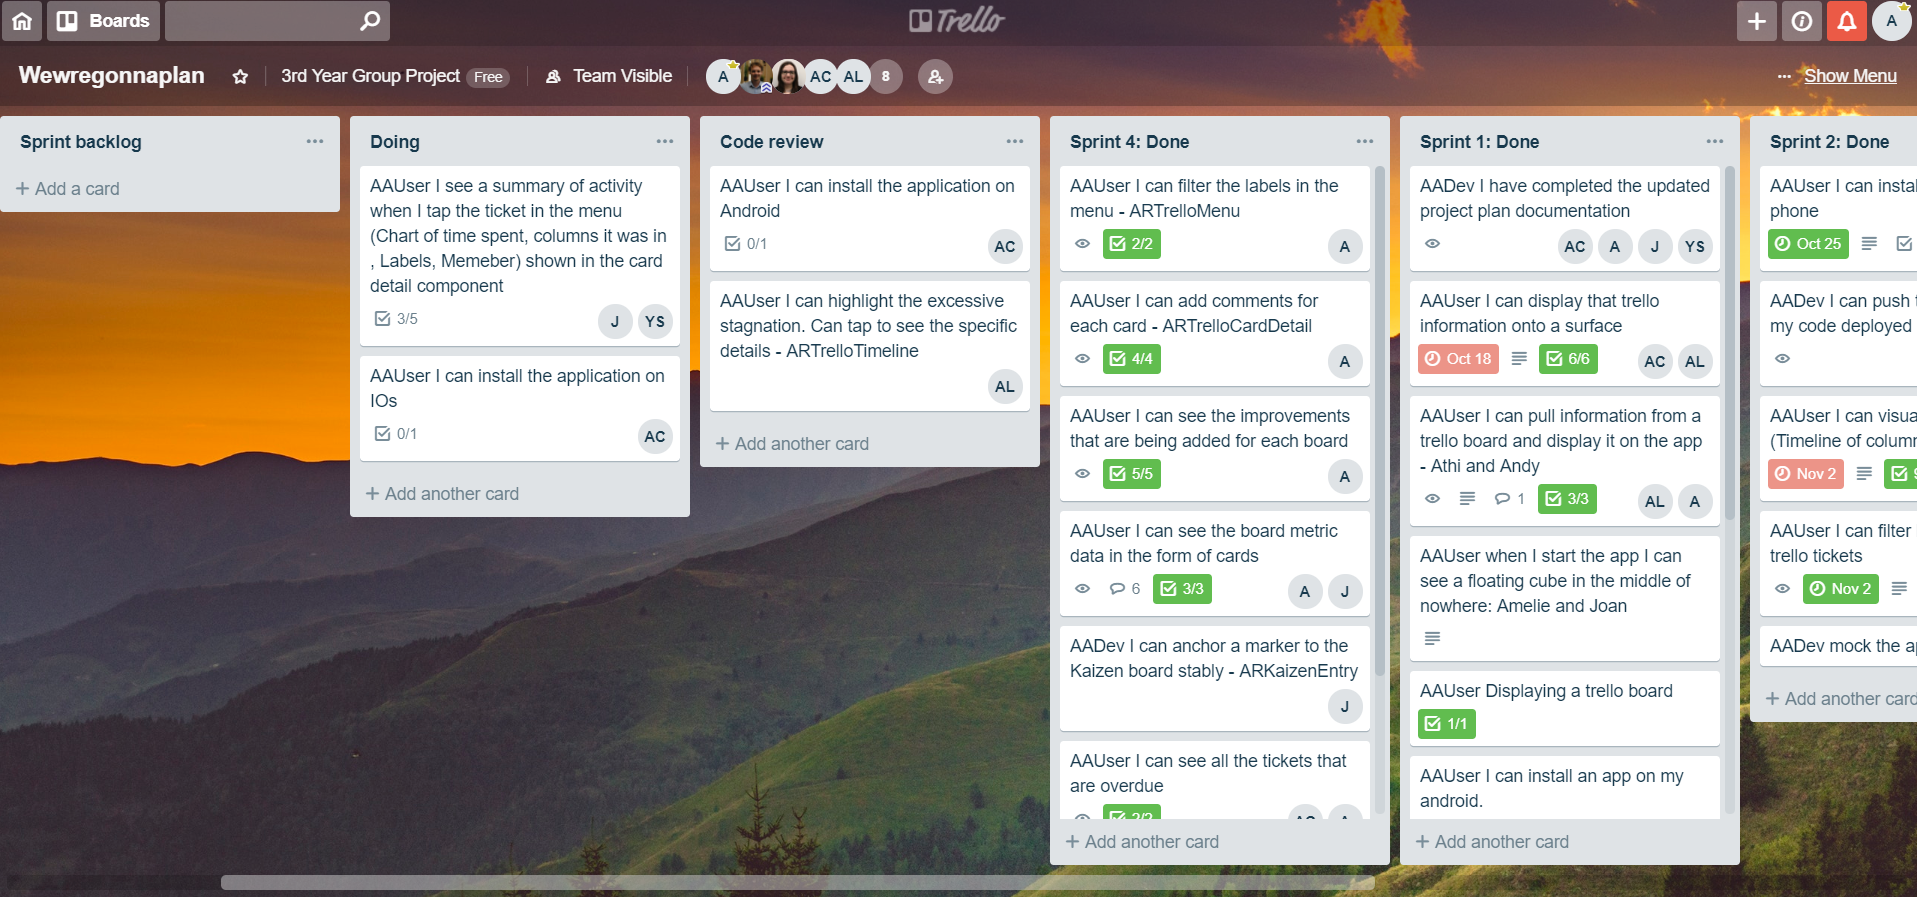 Boards
Trello
A
Wewregonnaplan
3rd Year Group Project
Free
Team Visible
A
AC
AL
8
Show Menu
Sprint backlog
Add a card
Doing
AAUser I see a summary of activity
when I tap the ticket in the menu
(Chart of time spent, columns it was in
, Labels, Memeber) shown in the card
detail component
3/5
J
YS
AAUser I can install the application on
IOs
0/1
AC
Add another card
Code review
AAUser I can install the application on
Android
0/1
AC
AAUser I can highlight the excessive
stagnation. Can tap to see the specific
details - ARTrelloTimeline
AL
Add another card
Sprint 4: Done
AAUser I can filter the labels in the
menu - ARTrelloMenu
2/2
A
AAUser I can add comments for
each card - ARTrelloCardDetail
4/4
A
AAUser I can see the improvements
that are being added for each board
5/5
A
AAUser I can see the board metric
data in the form of cards
6
3/3
A
J
AADev I can anchor a marker to the
Kaizen board stably - ARKaizenEntry
J
AAUser I can see all the tickets that
are overdue
Add another card
Sprint 1: Done
AADev I have completed the updated
project plan documentation
AC
A
J
YS
AAUser I can display that trello
information onto a surface
Oct 18
6/6
AC
AL
AAUser I can pull information from a
trello board and display it on the app
- Athi and Andy
1
3/3
AL
A
AAUser when I start the app I can
see a floating cube in the middle of
nowhere: Amelie and Joan
AAUser Displaying a trello board
1/1
AAUser I can install an app on my
android.
Add another card
Sprint 2: Done
AAUser I can instal
phone
Oct 25
AADev I can push
my code deployed
AAUser I can visua
(Timeline of column
Nov 2
AAUser I can filter
trello tickets
Nov 2
AADev mock the a
Add another card